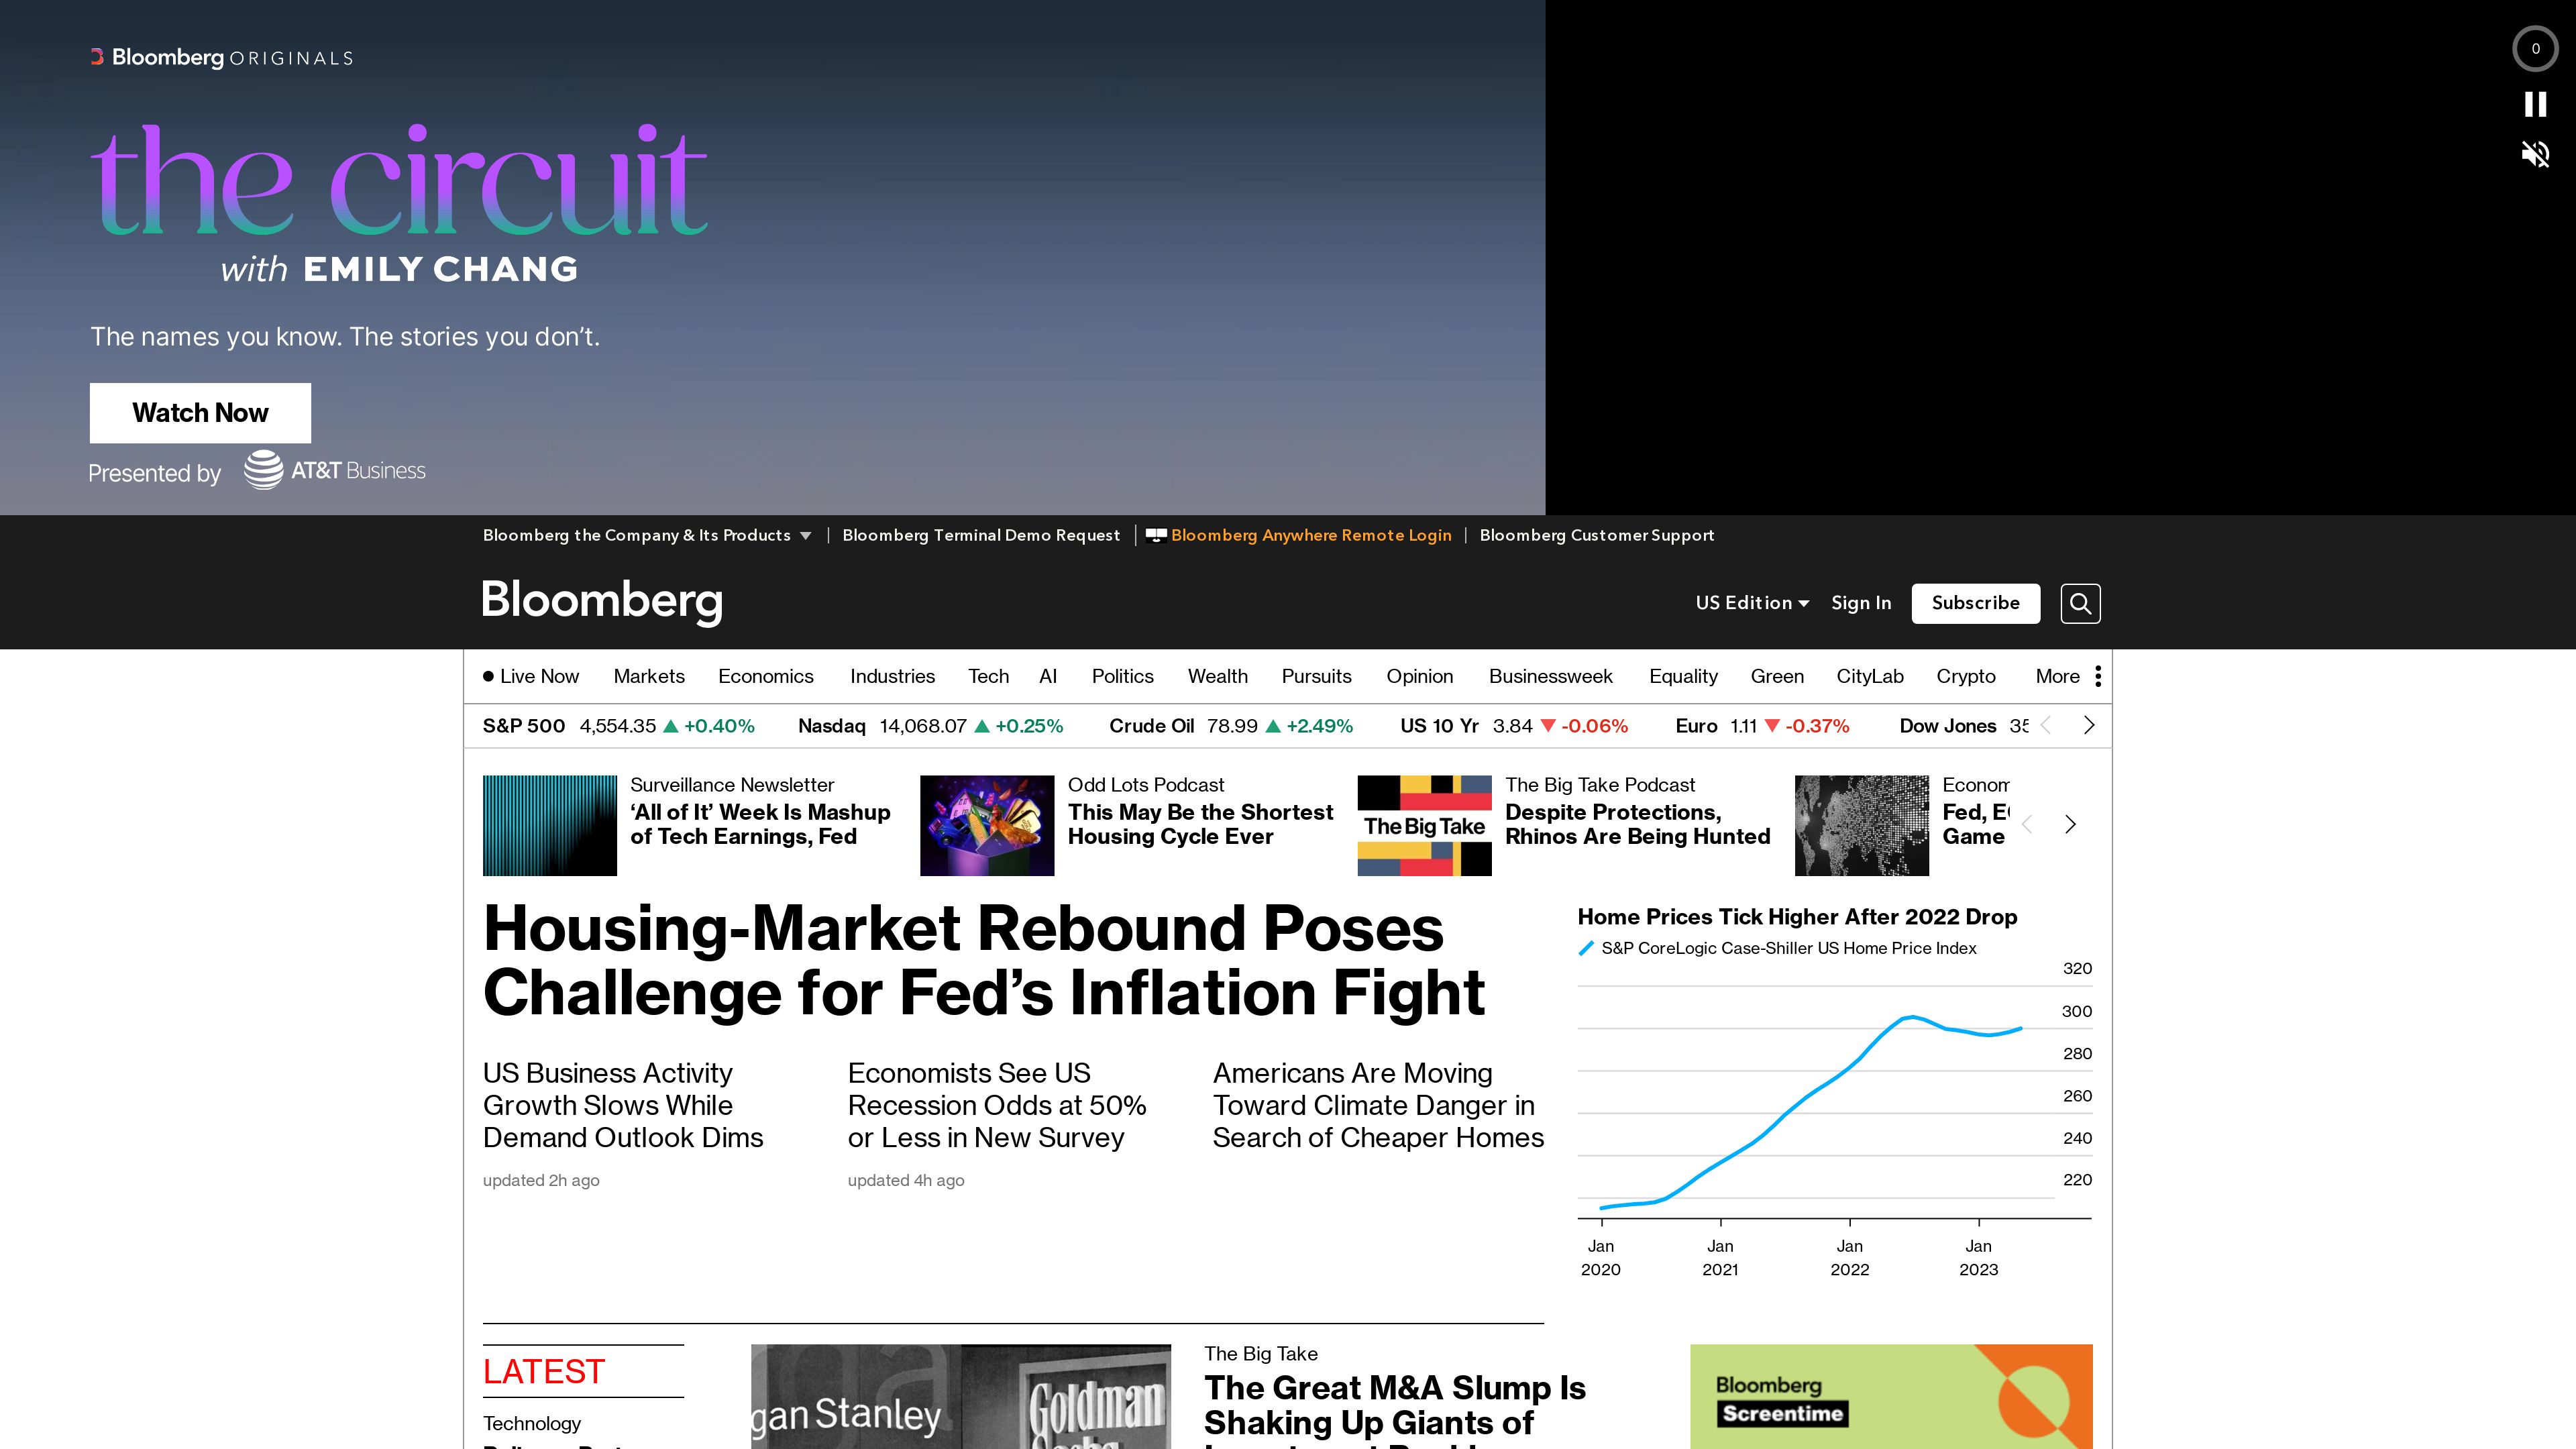 Bloomberg ORIGINALS
0
the circuit
with EMILY CHANG
The names you know. The stories you don't.
Watch Now
Presented by AT&T Business
Bloomberg the Company & Its Products
Bloomberg Terminal Demo Request
Bloomberg Anywhere Remote Login
Bloomberg Customer Support
Bloomberg
US Edition
Sign In
Subscribe
Live Now
Markets
Economics
Industries
Tech
AI
Politics
Wealth
Pursuits
Opinion
Businessweek
Equality
Green
CityLab
Crypto
More
S&P 500 4,554.35 ▲ +0.40%
Nasdaq 14,068.07 ▲ +0.25%
Crude Oil 78.99 ▲ +2.49%
US 10 Yr 3.84 ▼ -0.06%
Euro 1.11 ▼ -0.37%
Dow Jones 35
Surveillance Newsletter
‘All of It’ Week Is Mashup
of Tech Earnings, Fed
Odd Lots Podcast
This May Be the Shortest
Housing Cycle Ever
The Big Take
The Big Take Podcast
Despite Protections,
Rhinos Are Being Hunted
Econom
Fed, E
Game
Housing-Market Rebound Poses
Challenge for Fed’s Inflation Fight
US Business Activity
Growth Slows While
Demand Outlook Dims
updated 2h ago
Economists See US
Recession Odds at 50%
or Less in New Survey
updated 4h ago
Americans Are Moving
Toward Climate Danger in
Search of Cheaper Homes
Home Prices Tick Higher After 2022 Drop
S&P CoreLogic Case-Shiller US Home Price Index
320
300
280
260
240
220
Jan
2020
Jan
2021
Jan
2022
Jan
2023
LATEST
Technology
gan Stanley
Goldman
The Big Take
The Great M&A Slump Is
Shaking Up Giants of
Bloomberg
Screentime